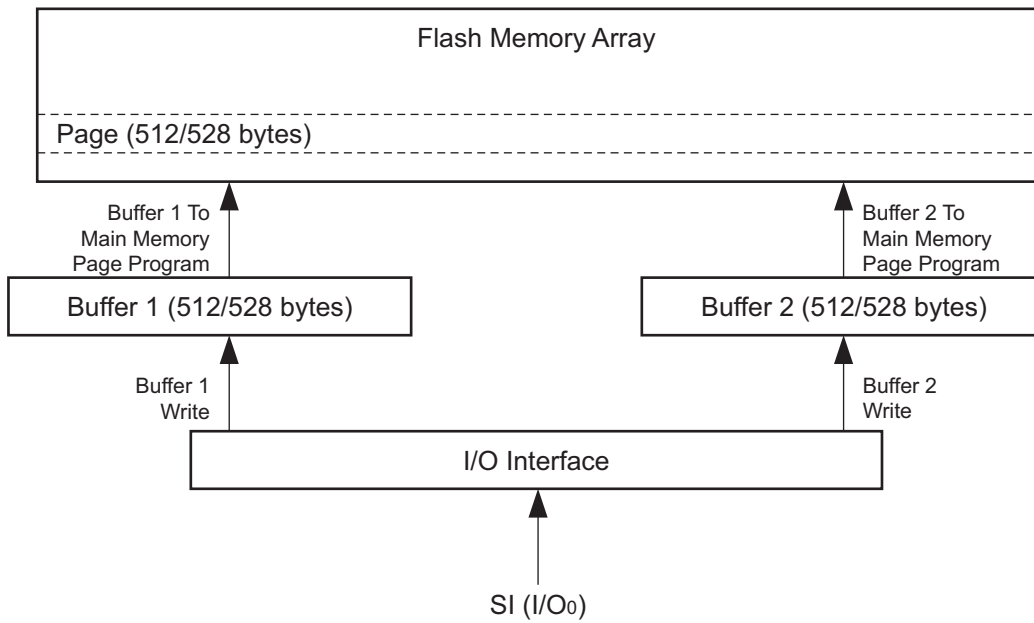 Flash Memory Array
Page (512/528 bytes)
Buffer 1 To
Main Memory
Page Program
Buffer 2 To
Main Memory
Page Program
Buffer 1 (512/528 bytes)
Buffer 2 (512/528 bytes)
Buffer 1
Write
Buffer 2
Write
I/O Interface
SI (I/O0)